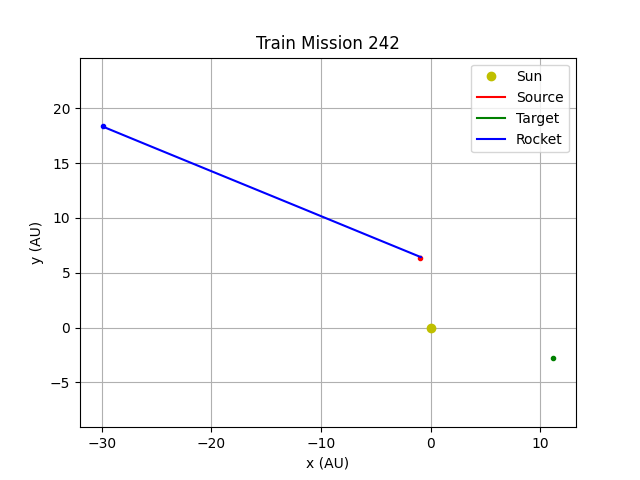 Train Mission 242
Sun
Source
Target
Rocket
y (AU)
20
15
10
5
0
−5
−30
−20
−10
0
10
x (AU)